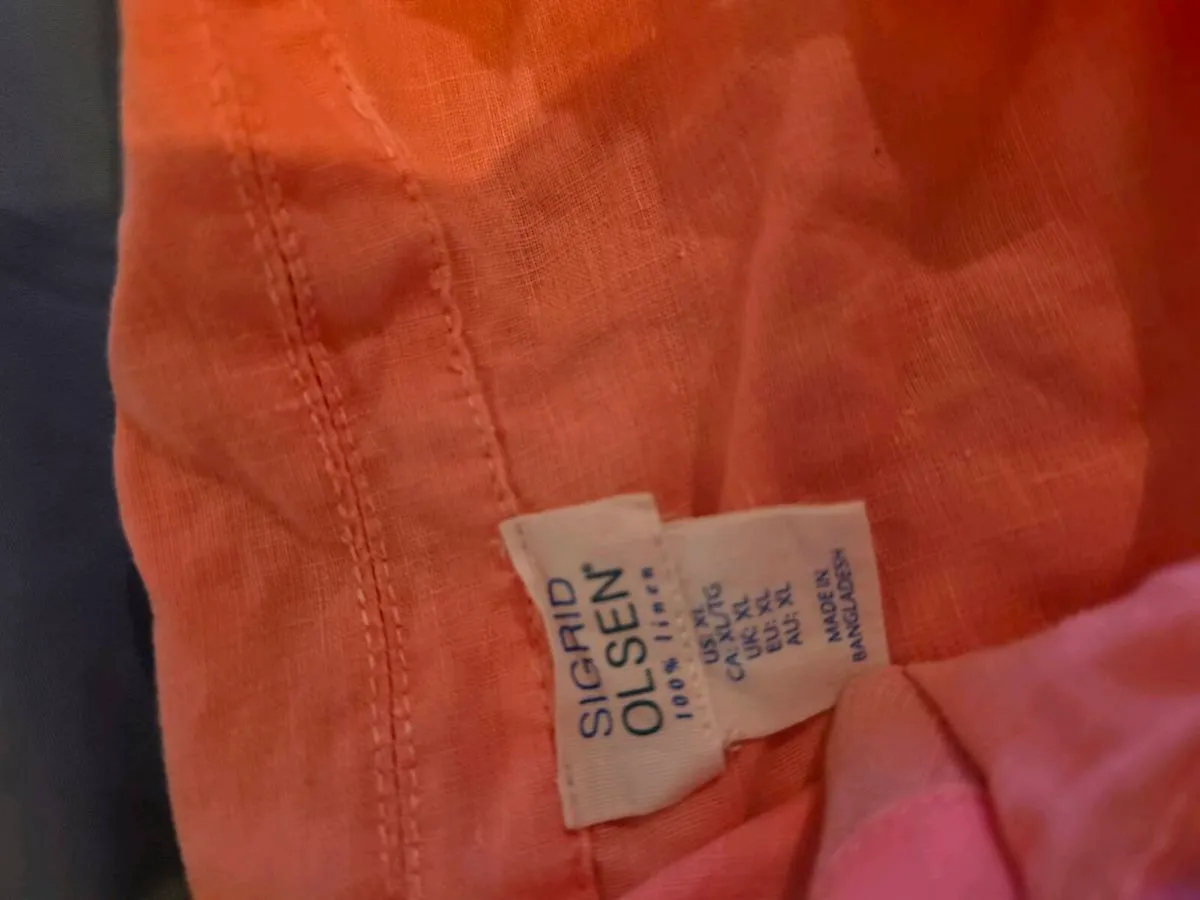 SIGRID
OLSEN
100% linen
US: XL
CA: XL/TG
UK: XL
EU: XL
AU: XL
MADE IN
BANGLADESH